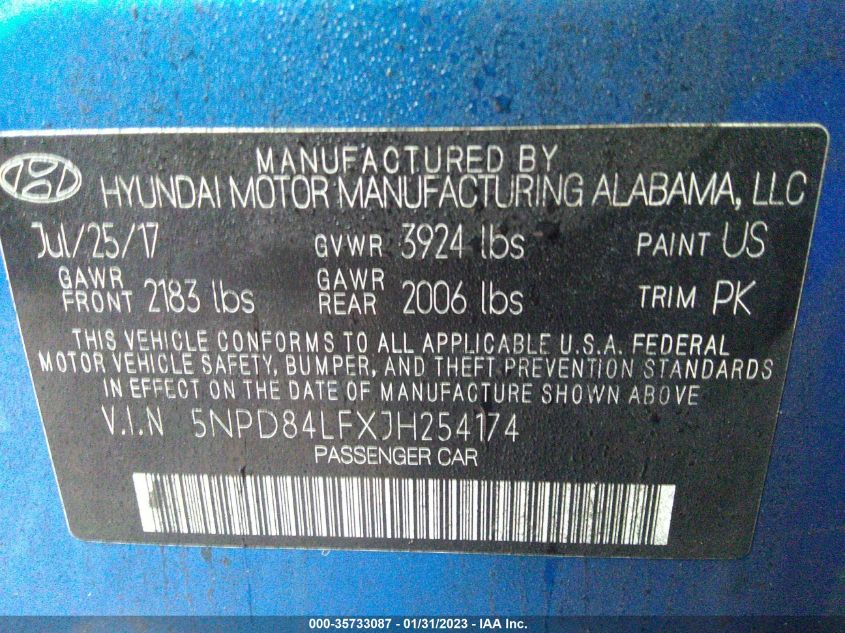 MANUFACTURED BY
HYUNDAI MOTOR MANUFACTURING ALABAMA, LLC
Jul/25/17 GVWR 3924 lbs PAINT US
GAWR FRONT 2183 lbs GAWR REAR 2006 lbs TRIM PK
THIS VEHICLE CONFORMS TO ALL APPLICABLE U.S.A. FEDERAL
MOTOR VEHICLE SAFETY, BUMPER, AND THEFT PREVENTION STANDARDS
IN EFFECT ON THE DATE OF MANUFACTURE SHOWN ABOVE
V.I.N 5NPD84LFXJH254174
PASSENGER CAR
000-35733087 - 01/31/2023 - IAA Inc.